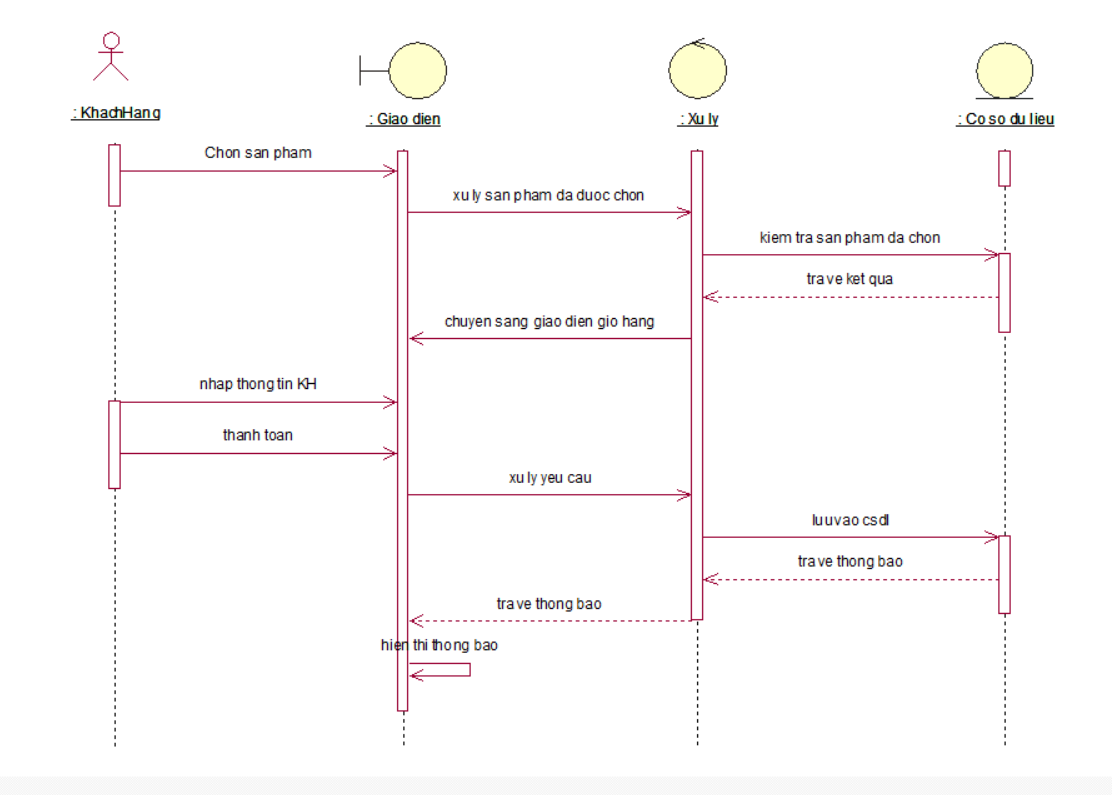 : KhachHang
: Giao dien
: Xu ly
: Co so du lieu
Chon san pham
xu ly san pham da duoc chon
kiem tra san pham da chon
tra ve ket qua
chuyen sang giao dien gio hang
nhap thong tin KH
thanh toan
xu ly yeu cau
luu vao csdl
tra ve thong bao
tra ve thong bao
hien thi thong bao